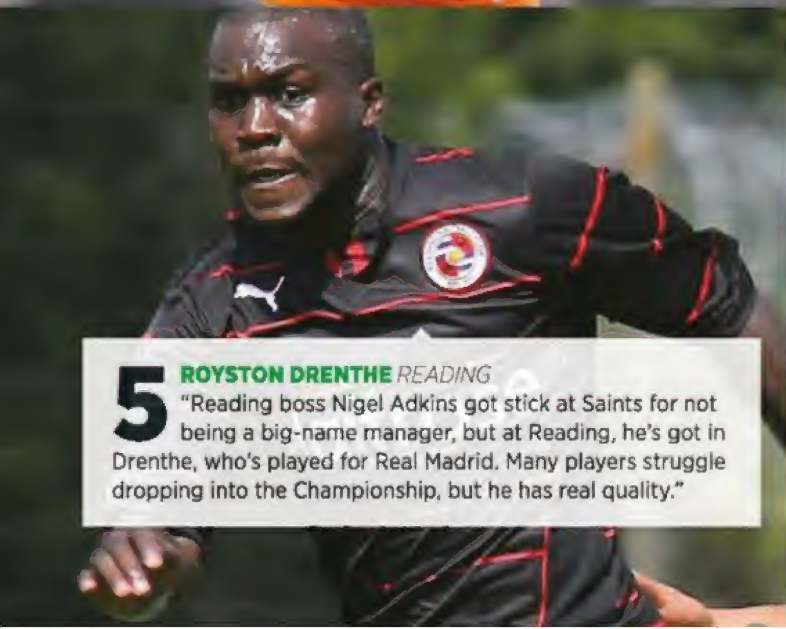 5 ROYSTON DRENTHE READING
"Reading boss Nigel Adkins got stick at Saints for not
being a big-name manager, but at Reading, he's got in
Drenthe, who's played for Real Madrid. Many players struggle
dropping into the Championship, but he has real quality."